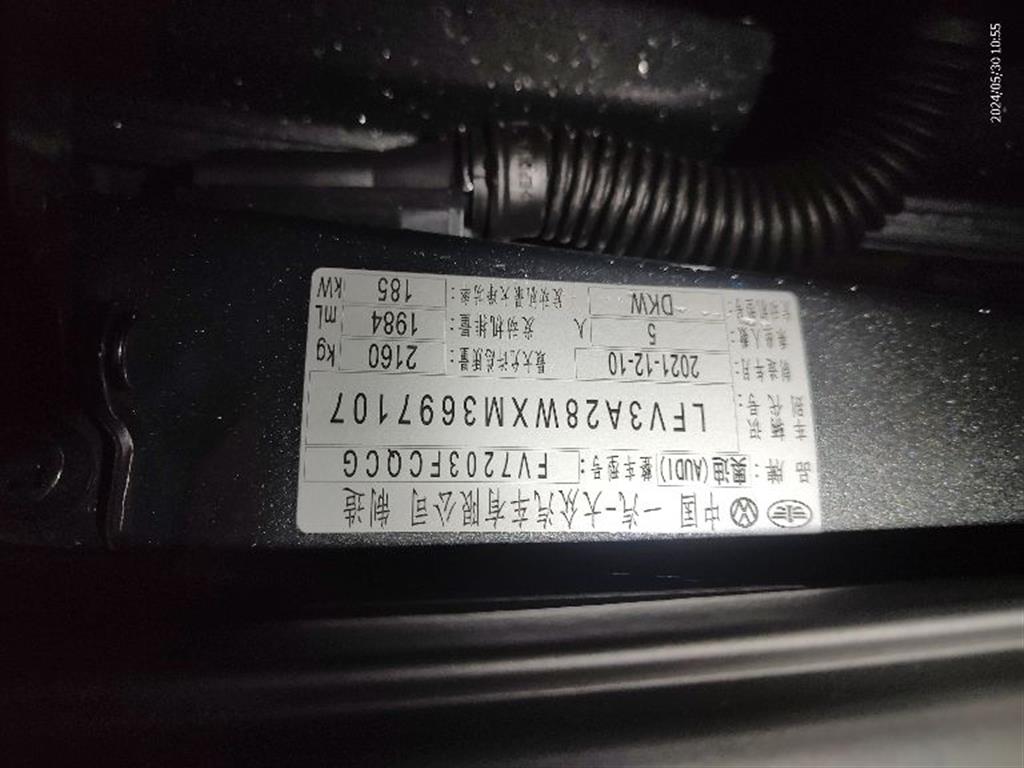 中国 一汽-大众汽车有限公司 制造
品牌：奥迪(AUDI) 整车型号：FV7203FCQCG
车辆识别代号：LFV3A28WXM3697107
制造年月：2021-12-10 最大允许总质量：2160 kg
乘坐人数：5 人 发动机排量：1984 mL
发动机型号：DKW 发动机最大净功率：185 kW
2024/05/30 10:55